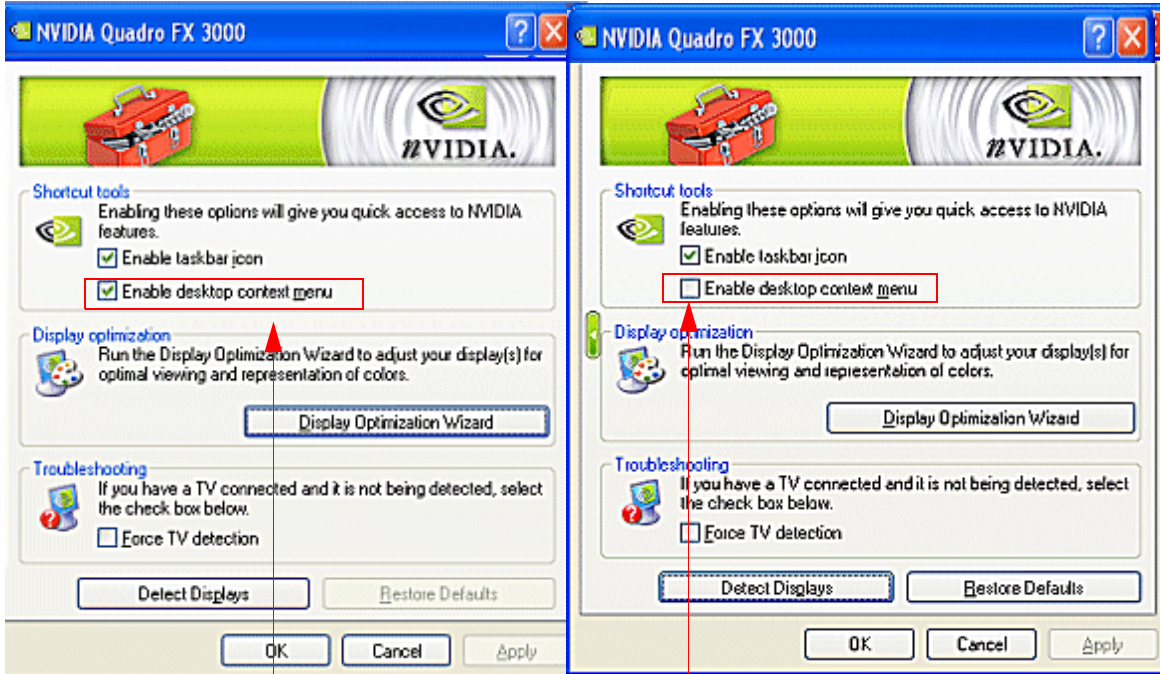 NVIDIA Quadro FX 3000
nVIDIA.
Shortcut tools
Enabling these options will give you quick access to NVIDIA
features.
Enable taskbar icon
Enable desktop context menu
Display optimization
Run the Display Optimization Wizard to adjust your display(s) for
optimal viewing and representation of colors.
Display Optimization Wizard
Troubleshooting
If you have a TV connected and it is not being detected, select
the check box below.
Force TV detection
Detect Displays
Restore Defaults
OK
Cancel
Apply
NVIDIA Quadro FX 3000
nVIDIA.
Shortcut tools
Enabling these options will give you quick access to NVIDIA
features.
Enable taskbar icon
Enable desktop context menu
Display optimization
Run the Display Optimization Wizard to adjust your display(s) for
optimal viewing and representation of colors.
Display Optimization Wizard
Troubleshooting
If you have a TV connected and it is not being detected, select
the check box below.
Force TV detection
Detect Displays
Restore Defaults
OK
Cancel
Apply